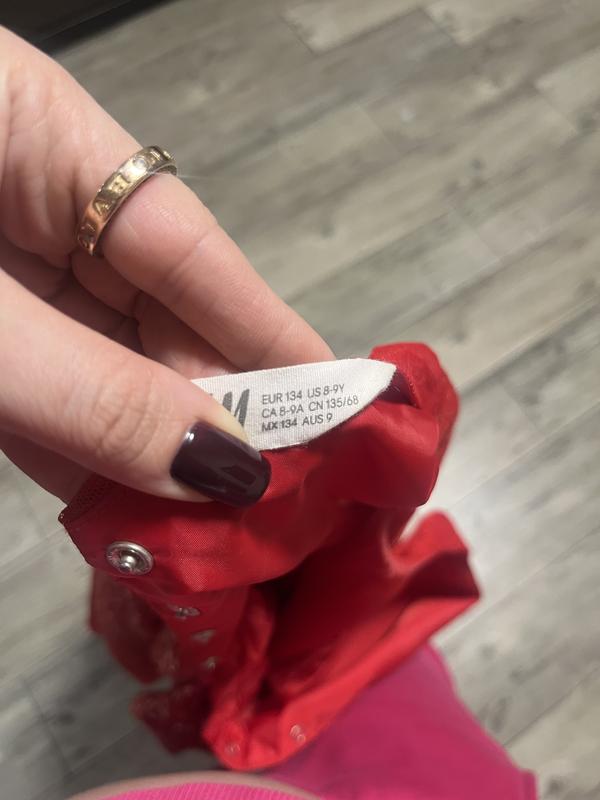 EUR 134 US 8-9Y
CA 8-9A CN 135/68
MX 134 AUS 9